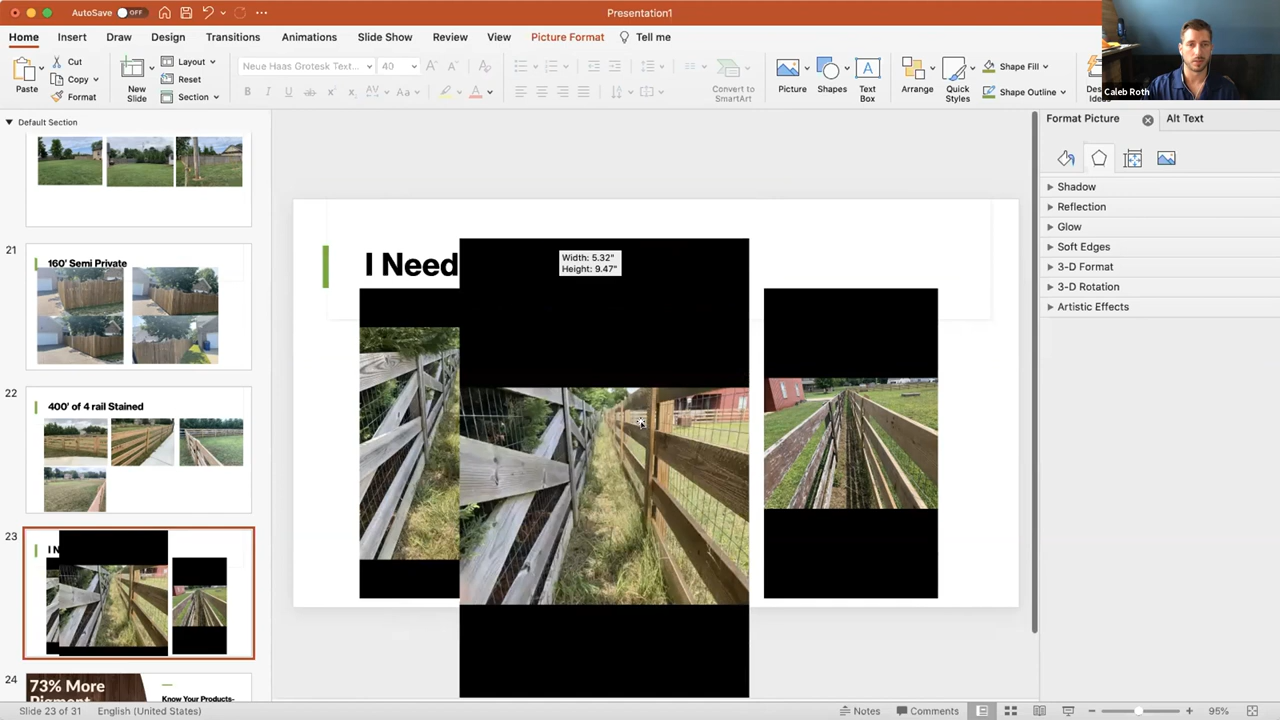 AutoSave
OFF
Presentation1
Home
Insert
Draw
Design
Transitions
Animations
Slide Show
Review
View
Picture Format
Tell me
Paste
Cut
Copy
Format
New
Slide
Layout
Reset
Section
Neue Haas Grotesk Text...
40
Convert to
SmartArt
Picture
Shapes
Text
Box
Arrange
Quick
Styles
Shape Fill
Shape Outline
Caleb Roth
Default Section
21
160' Semi Private
22
400' of 4 rail Stained
23
I N
24
73% More
Know Your Products-
I Need
Width: 5.32"
Height: 9.47"
Format Picture
Alt Text
Shadow
Reflection
Glow
Soft Edges
3-D Format
3-D Rotation
Artistic Effects
Slide 23 of 31
English (United States)
Notes
Comments
95%